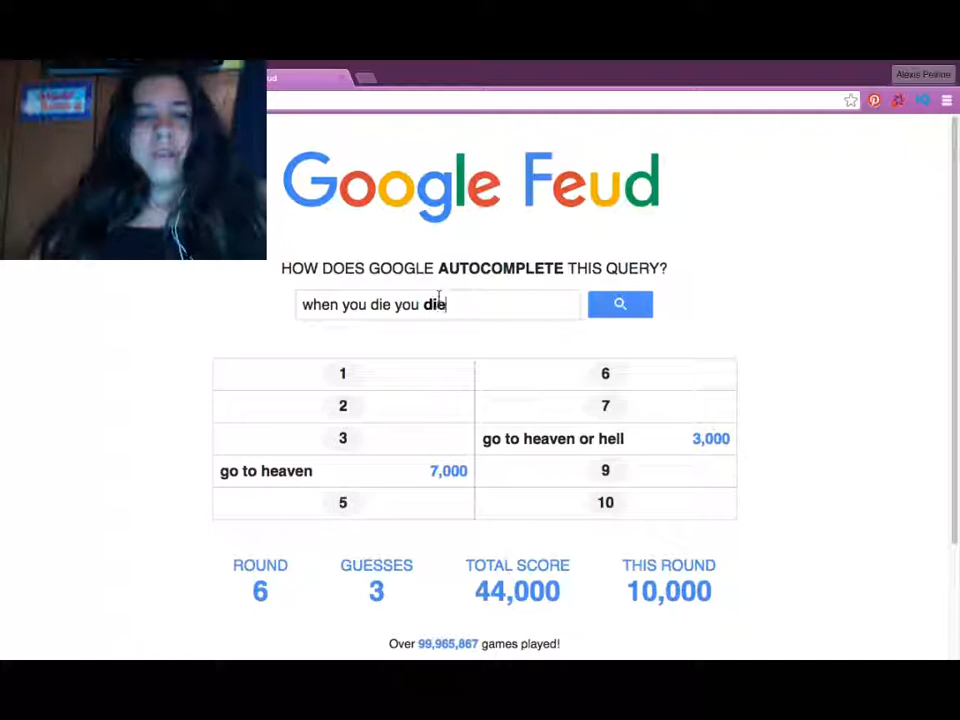 ud
Alexis Peirce
Google Feud
HOW DOES GOOGLE AUTOCOMPLETE THIS QUERY?
when you die you die
1 6
2 7
3 go to heaven or hell 3,000
go to heaven 7,000 9
5 10
ROUND GUESSES TOTAL SCORE THIS ROUND
6 3 44,000 10,000
Over 99,965,867 games played!